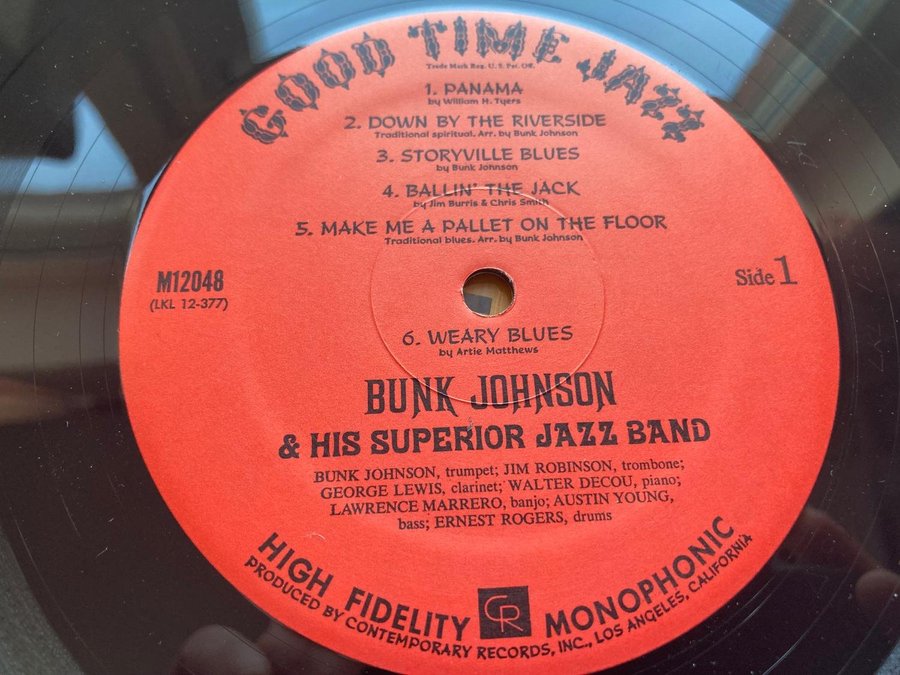 GOOD TIME JAZZ
Trade Mark Reg. U. S. Pat. Off.
1. PANAMA
by William H. Tyers
2. DOWN BY THE RIVERSIDE
Traditional spiritual. Arr. by Bunk Johnson
3. STORYVILLE BLUES
by Bunk Johnson
4. BALLIN' THE JACK
by Jim Burris & Chris Smith
5. MAKE ME A PALLET ON THE FLOOR
Traditional blues. Arr. by Bunk Johnson
M12048
(LKL 12-377)
Side 1
6. WEARY BLUES
by Artie Matthews
BUNK JOHNSON
& HIS SUPERIOR JAZZ BAND
BUNK JOHNSON, trumpet; JIM ROBINSON, trombone;
GEORGE LEWIS, clarinet; WALTER DECOU, piano;
LAWRENCE MARRERO, banjo; AUSTIN YOUNG,
bass; ERNEST ROGERS, drums
HIGH FIDELITY CR MONOPHONIC
PRODUCED BY CONTEMPORARY RECORDS, INC., LOS ANGELES, CALIFORNIA